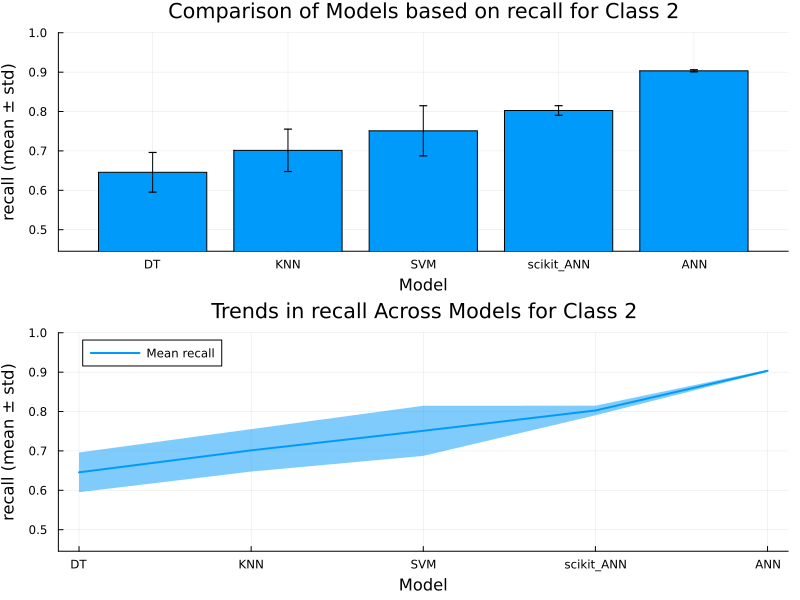 Comparison of Models based on recall for Class 2
recall (mean ± std)
1.0
0.9
0.8
0.7
0.6
0.5
DT KNN SVM scikit_ANN ANN
Model
Trends in recall Across Models for Class 2
recall (mean ± std)
1.0
0.9
0.8
0.7
0.6
0.5
Mean recall
DT KNN SVM scikit_ANN ANN
Model